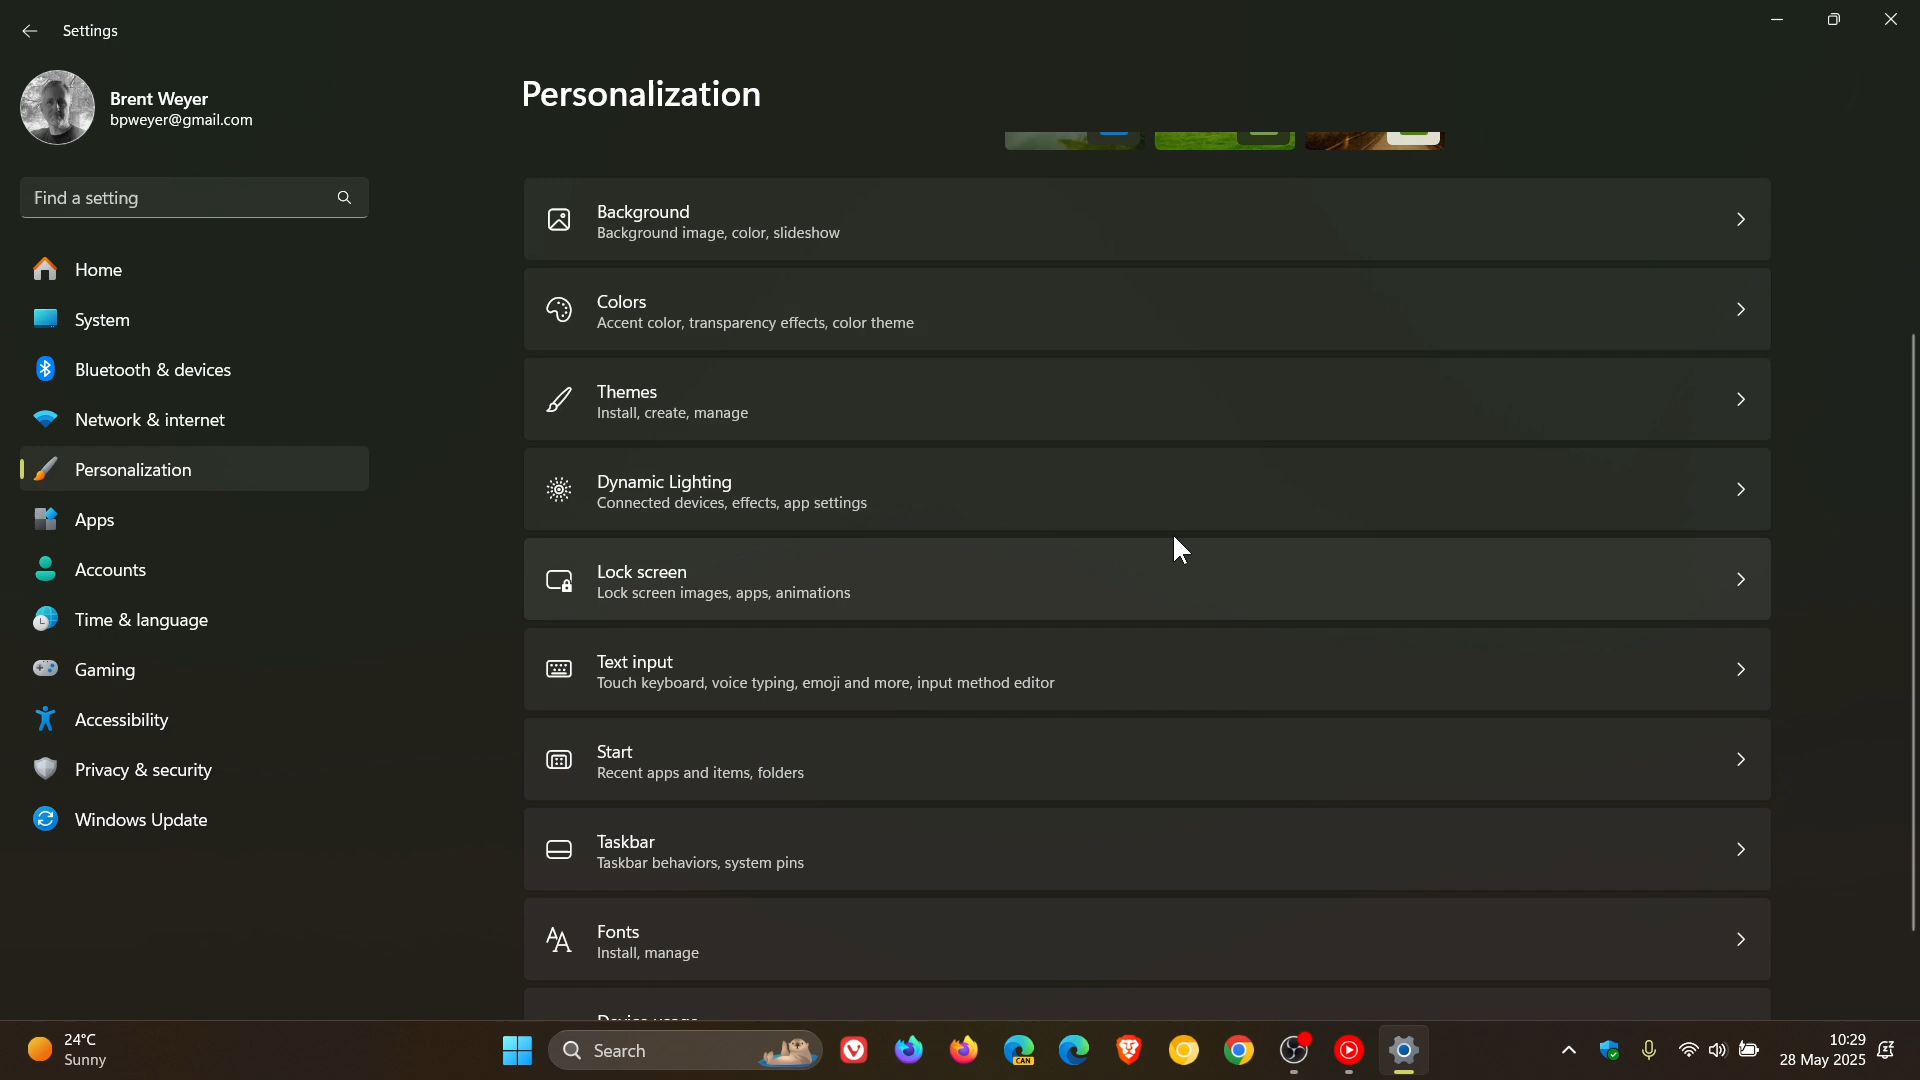 Settings
Brent Weyer
bpweyer@gmail.com
Find a setting
Home
System
Bluetooth & devices
Network & internet
Personalization
Apps
Accounts
Time & language
Gaming
Accessibility
Privacy & security
Windows Update
Personalization
Background
Background image, color, slideshow
Colors
Accent color, transparency effects, color theme
Themes
Install, create, manage
Dynamic Lighting
Connected devices, effects, app settings
Lock screen
Lock screen images, apps, animations
Text input
Touch keyboard, voice typing, emoji and more, input method editor
Start
Recent apps and items, folders
Taskbar
Taskbar behaviors, system pins
Fonts
Install, manage
Device usage
24°C
Sunny
Search
CAN
10:29
28 May 2025